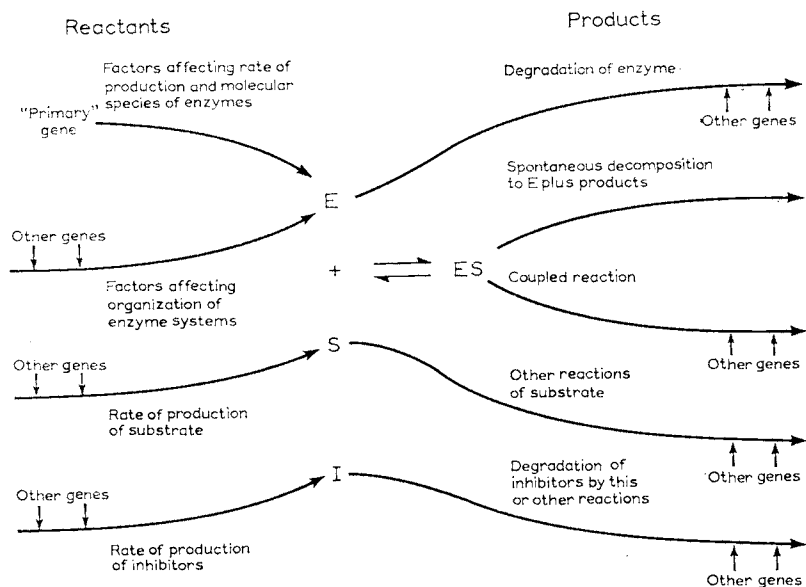 Reactants
Products
Factors affecting rate of
production and molecular
species of enzymes
"Primary"
gene
Degradation of enzyme
Other genes
E
Spontaneous decomposition
to E plus products
Other genes
Factors affecting
organization of
enzyme systems
+
ES
Coupled reaction
Other genes
Other genes
S
Rate of production
of substrate
Other reactions
of substrate
Other genes
Other genes
I
Rate of production
of inhibitors
Degradation of
inhibitors by this
or other reactions
Other genes